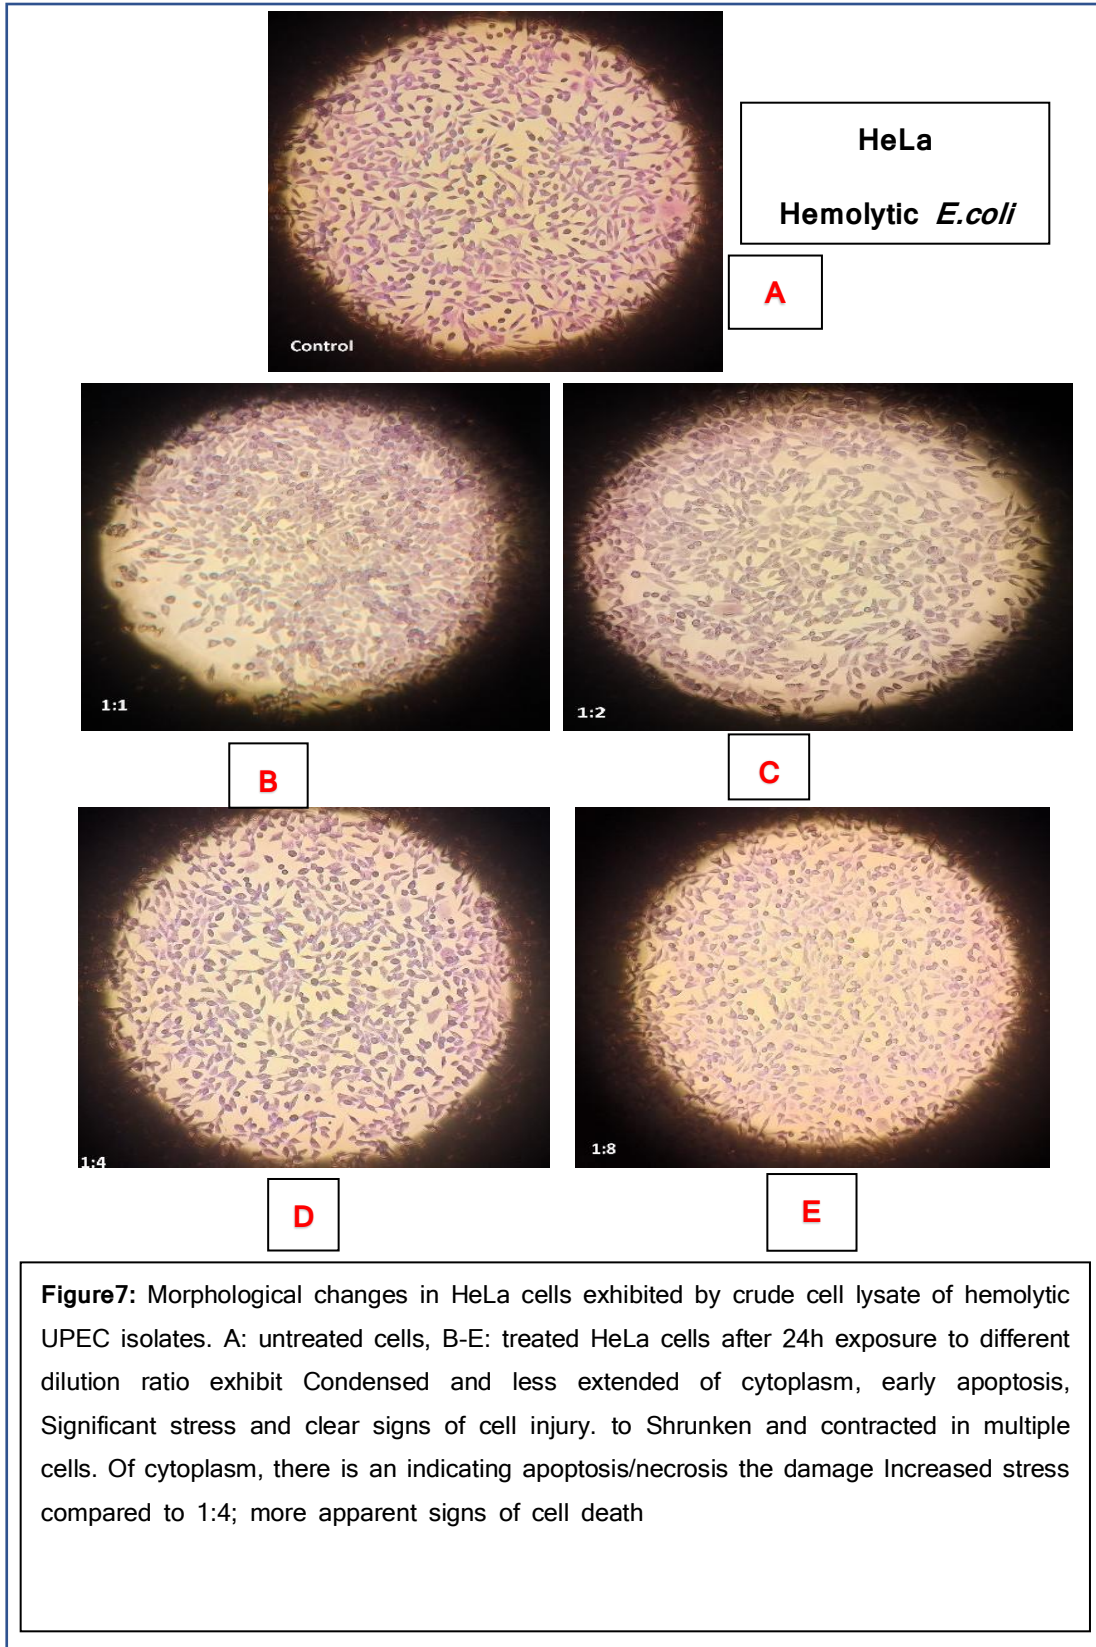 HeLa
Hemolytic E.coli
A
Control
1:1
1:2
B
C
1:4
1:8
D
E
Figure7: Morphological changes in HeLa cells exhibited by crude cell lysate of hemolytic
UPEC isolates. A: untreated cells, B-E: treated HeLa cells after 24h exposure to different
dilution ratio exhibit Condensed and less extended of cytoplasm, early apoptosis,
Significant stress and clear signs of cell injury. to Shrunken and contracted in multiple
cells. Of cytoplasm, there is an indicating apoptosis/necrosis the damage Increased stress
compared to 1:4; more apparent signs of cell death